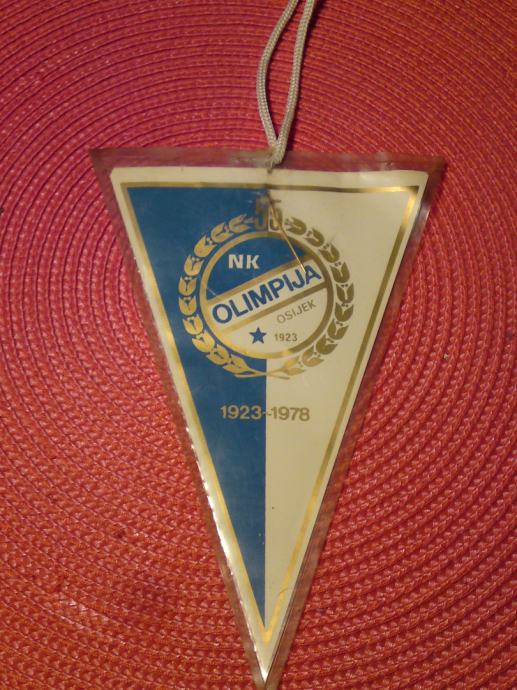 55
NK
OLIMPIJA
OSIJEK
1923
1923-1978